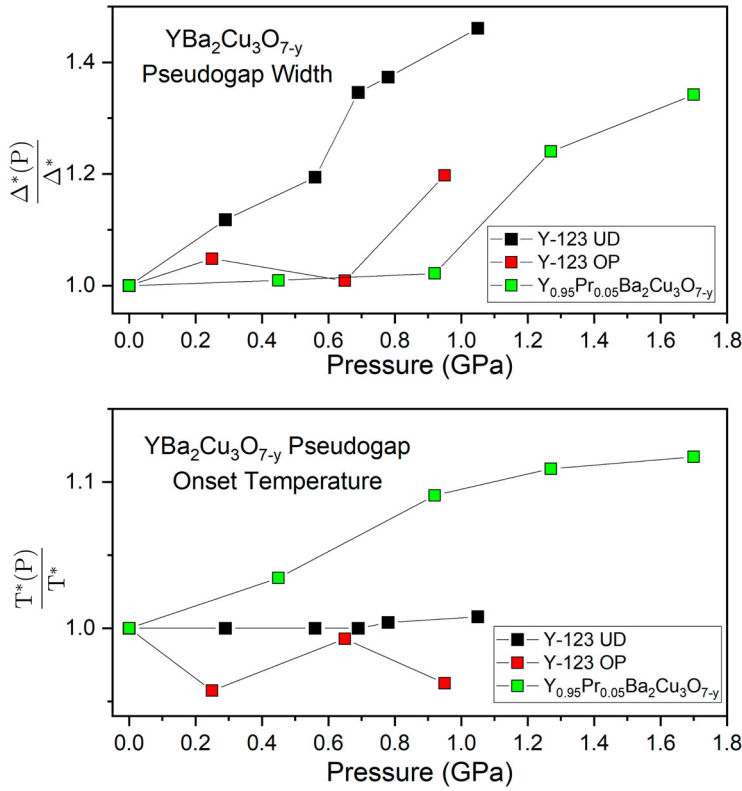 YBa₂Cu₃O₇₋y
Pseudogap Width
1.4
1.2
1.0
Δ*(P)
Δ*
Y-123 UD
Y-123 OP
Y₀.₉₅Pr₀.₀₅Ba₂Cu₃O₇₋y
0.0 0.2 0.4 0.6 0.8 1.0 1.2 1.4 1.6 1.8
Pressure (GPa)
YBa₂Cu₃O₇₋y Pseudogap
Onset Temperature
1.1
1.0
T*(P)
T*
Y-123 UD
Y-123 OP
Y₀.₉₅Pr₀.₀₅Ba₂Cu₃O₇₋y
0.0 0.2 0.4 0.6 0.8 1.0 1.2 1.4 1.6 1.8
Pressure (GPa)